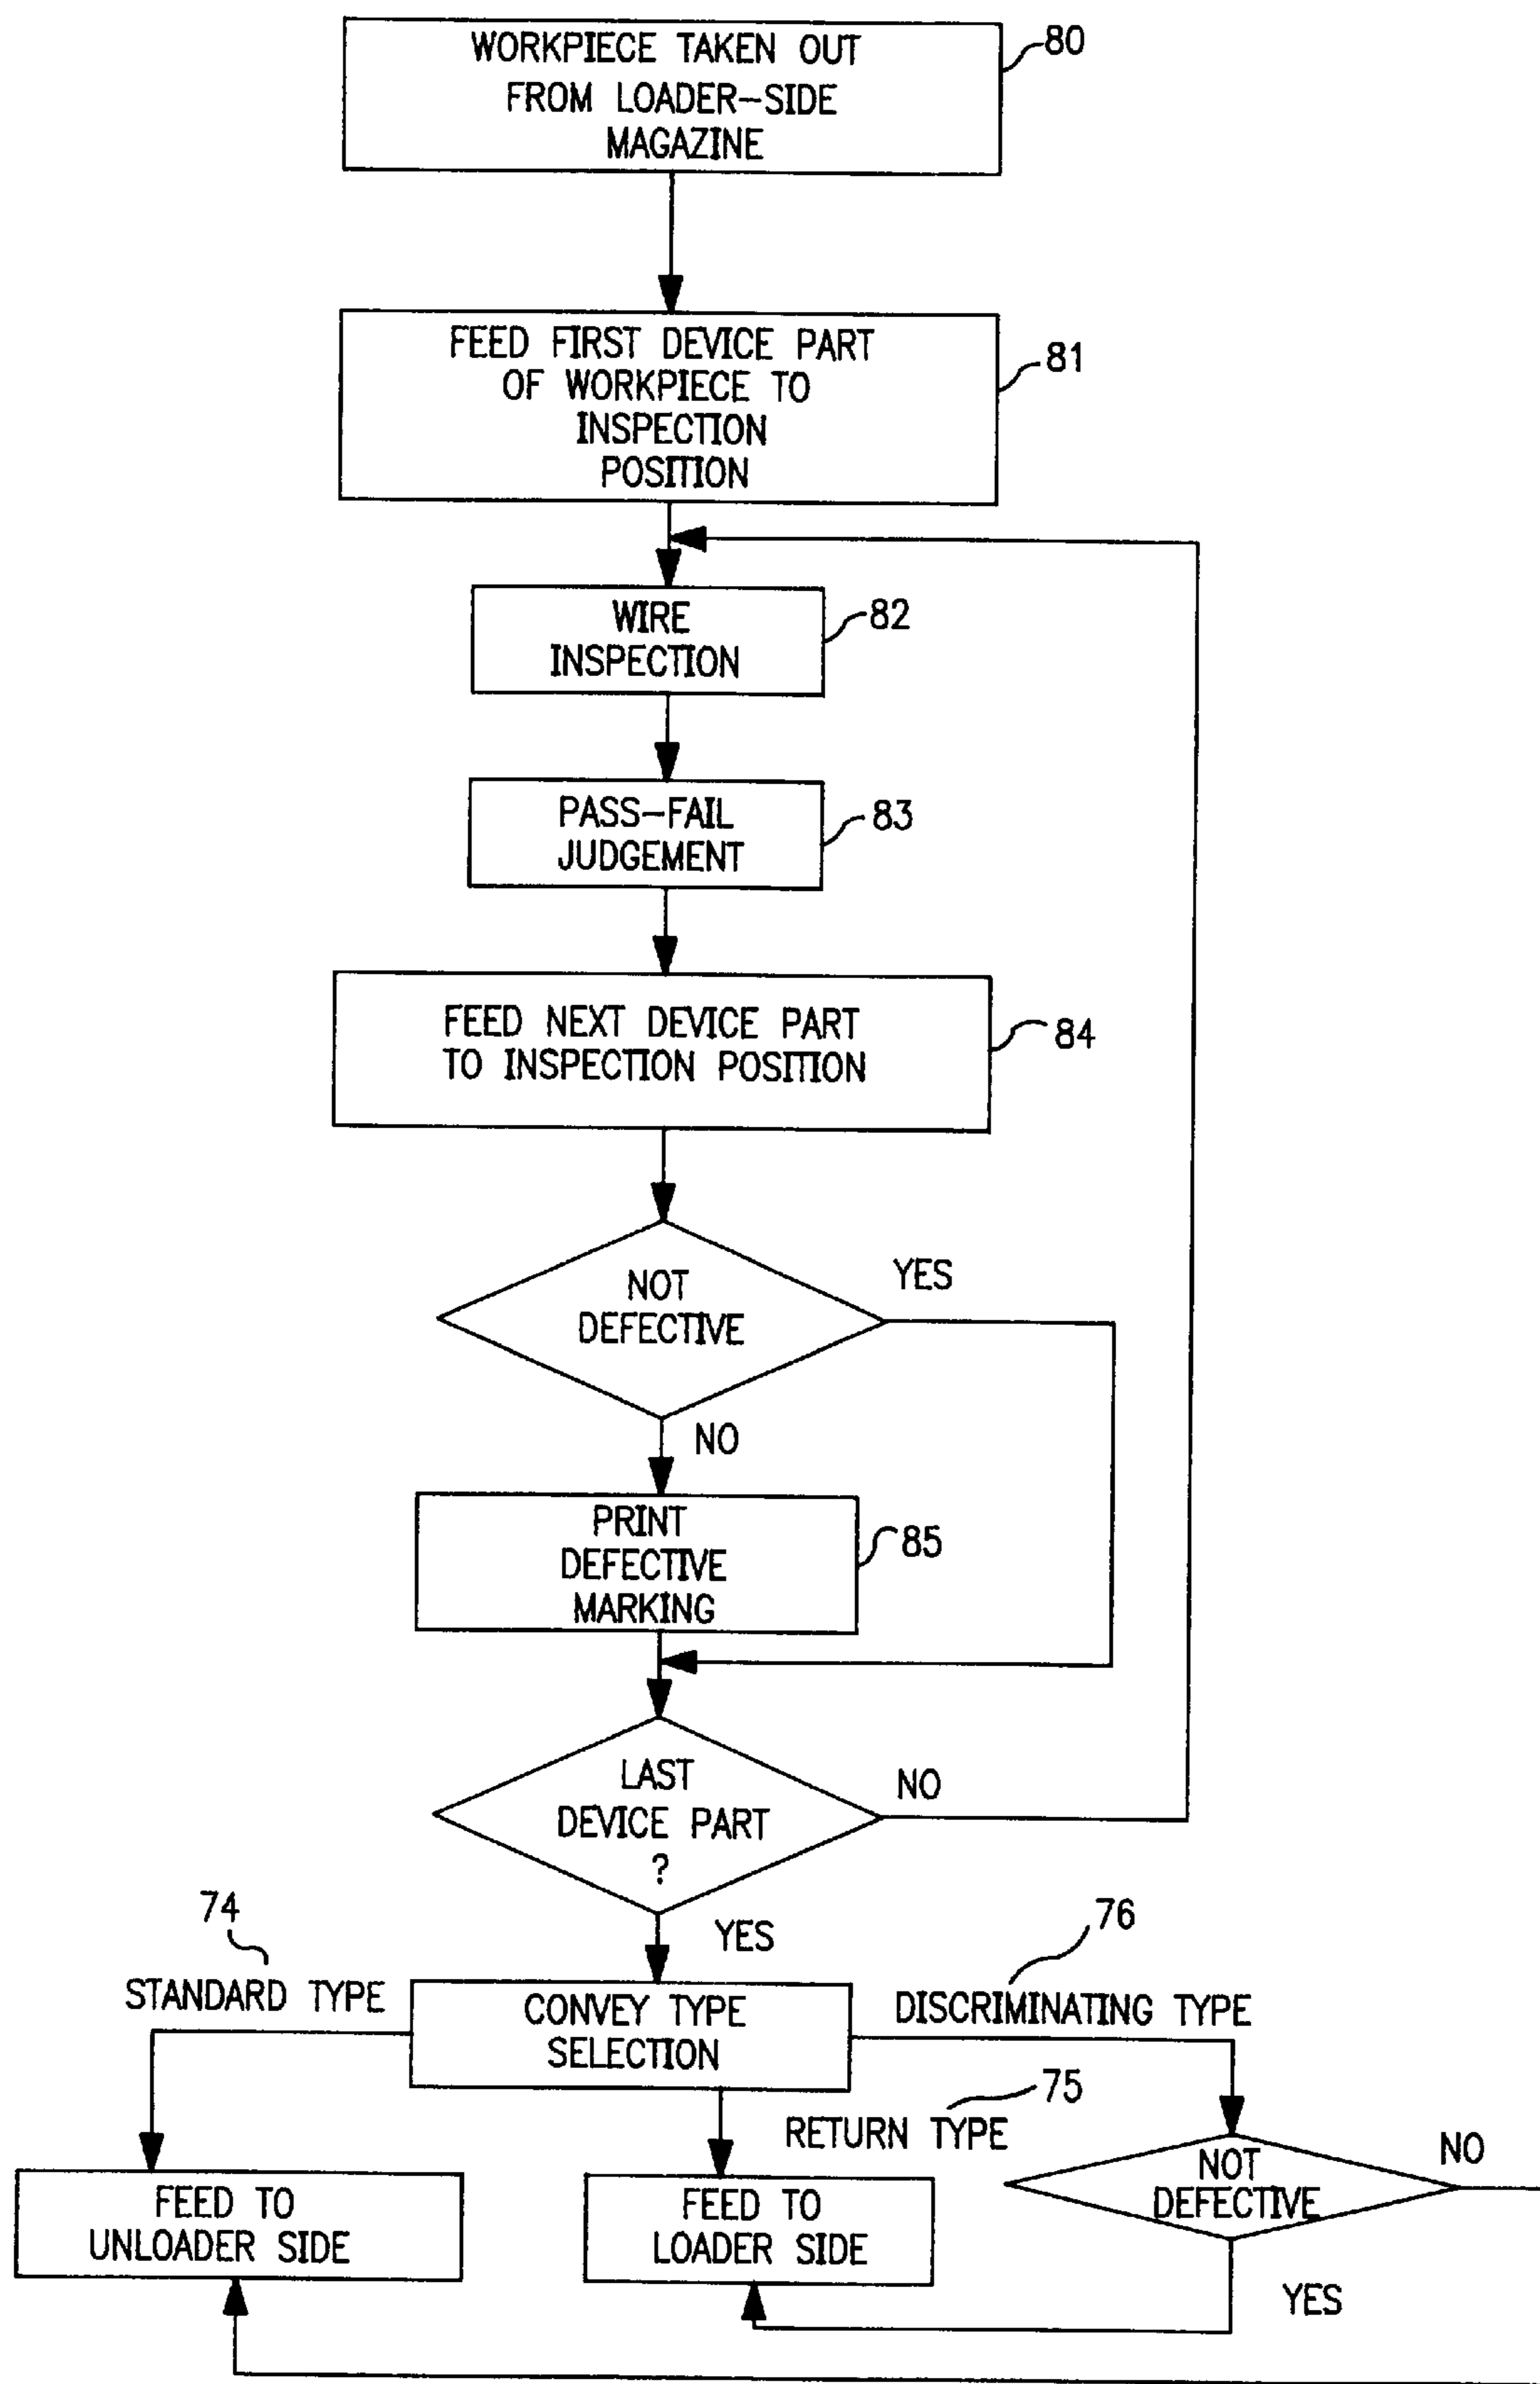 WORKPIECE TAKEN OUT
FROM LOADER-SIDE
MAGAZINE
80
FEED FIRST DEVICE PART
OF WORKPIECE TO
INSPECTION
POSITION
81
WIRE
INSPECTION
82
PASS-FAIL
JUDGEMENT
83
FEED NEXT DEVICE PART
TO INSPECTION POSITION
84
NOT
DEFECTIVE
YES
NO
PRINT
DEFECTIVE
MARKING
85
LAST
DEVICE PART
?
NO
YES
74
STANDARD TYPE
CONVEY TYPE
SELECTION
76
DISCRIMINATING TYPE
75
RETURN TYPE
FEED TO
UNLOADER SIDE
FEED TO
LOADER SIDE
NOT
DEFECTIVE
NO
YES